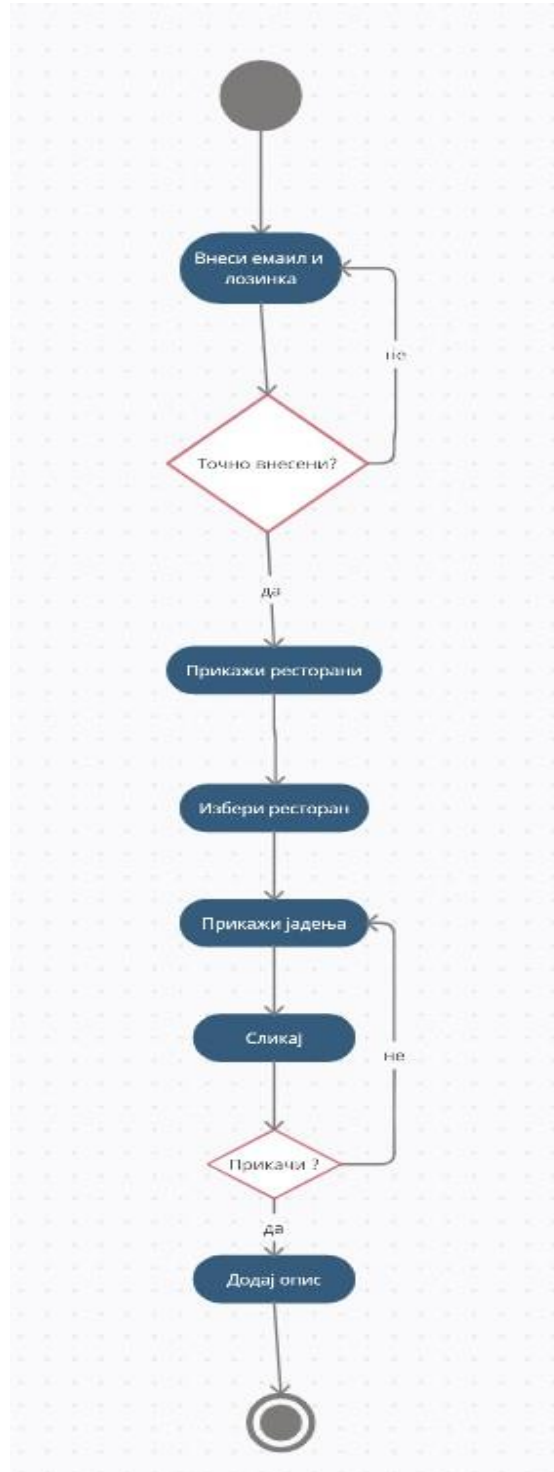 Внеси емаил и
лозинка
не
Точно внесени?
да
Прикажи ресторани
Избери ресторан
Прикажи јадења
Сликај
не
Прикачи ?
да
Додај опис